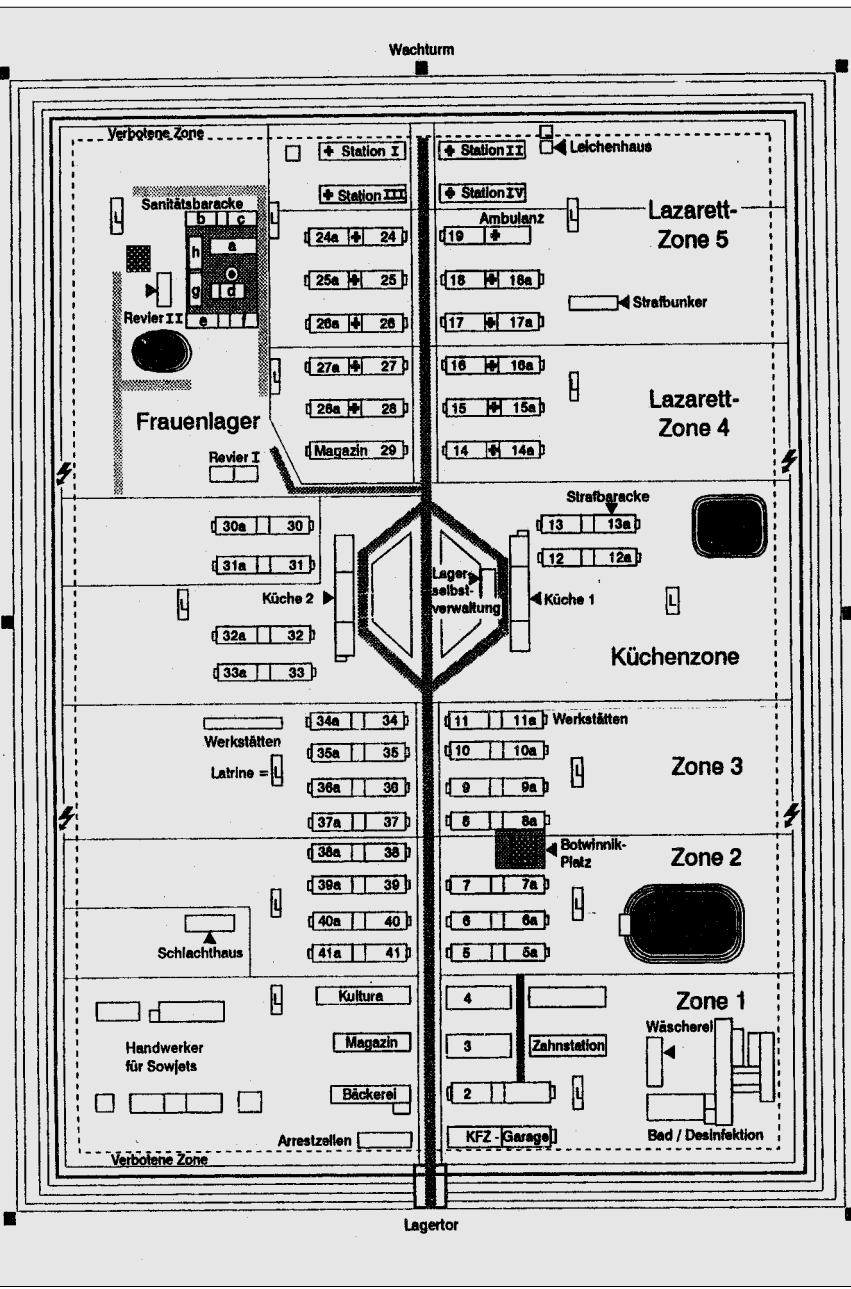 Wachturm
Verbotene Zone
+ Station I
+ Station II
Leichenhaus
+ Station III
+ Station IV
Sanitätsbaracke
b c
h a
g d
e f
L
L
L
Ambulanz
Lazarett-
Zone 5
24a + 24
19 +
25a + 25
18 + 18a
Strafbunker
26a + 26
17 + 17a
Revier II
27a + 27
16 + 16a
L
L
28a + 28
15 + 15a
Lazarett-
Zone 4
Frauenlager
Magazin 29
14 + 14a
Revier I
Strafbaracke
30a 30
13 13a
31a 31
12 12a
L
Küche 2
Lager-
selbst-
verwaltung
Küche 1
L
32a 32
33a 33
Küchenzone
34a 34
11 11a
Werkstätten
Werkstätten
35a 35
10 10a
Latrine = L
L
Zone 3
36a 36
9 9a
37a 37
8 8a
38a 38
Botwinnik-
Platz
Zone 2
39a 39
7 7a
L
L
40a 40
6 6a
Schlachthaus
41a 41
5 5a
L
Kultura
4
Zone 1
Handwerker
für Sowjets
Magazin
3
Zahnstation
Wäscherei
Bäckerei
2
L
Arrestzellen
KFZ - Garage
Bad / Desinfektion
Verbotene Zone
Lagertor